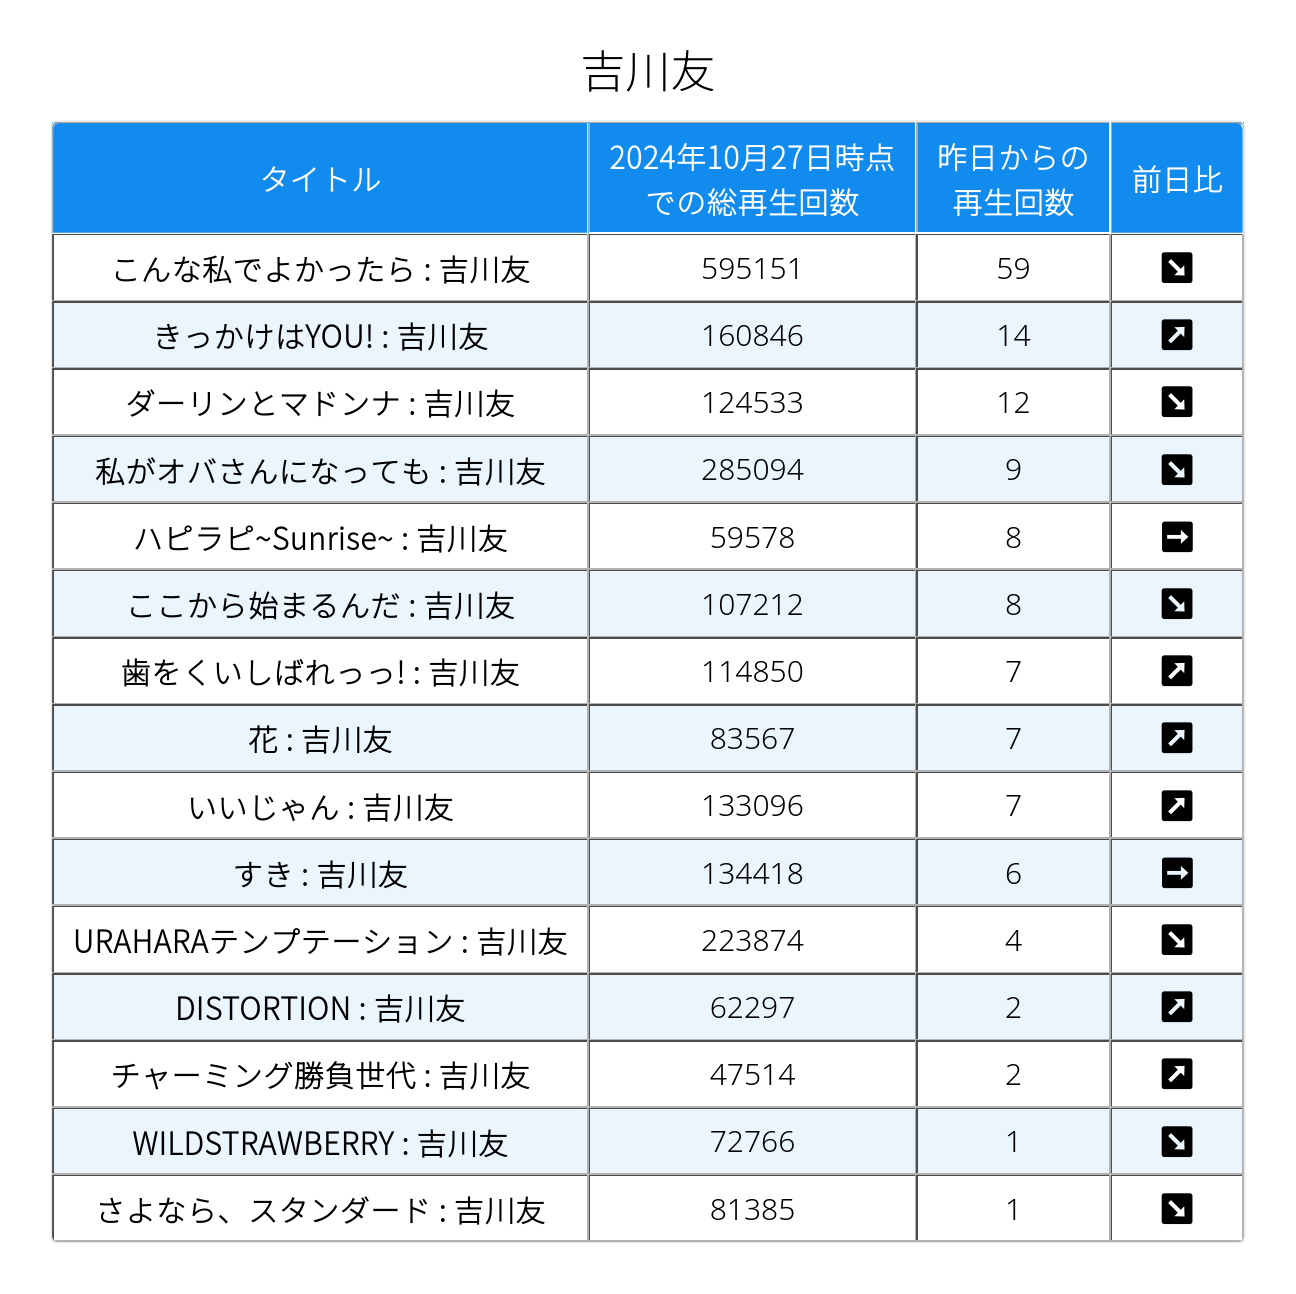 吉川友
タイトル
2024年10月27日時点
での総再生回数
昨日からの
再生回数
前日比
こんな私でよかったら : 吉川友 595151 59 ↘
きっかけはYOU! : 吉川友 160846 14 ↗
ダーリンとマドンナ : 吉川友 124533 12 ↘
私がオバさんになっても : 吉川友 285094 9 ↘
ハピラピ~Sunrise~ : 吉川友 59578 8 →
ここから始まるんだ : 吉川友 107212 8 ↘
歯をくいしばれっっ! : 吉川友 114850 7 ↗
花 : 吉川友 83567 7 ↗
いいじゃん : 吉川友 133096 7 ↗
すき : 吉川友 134418 6 →
URAHARAテンプテーション : 吉川友 223874 4 ↘
DISTORTION : 吉川友 62297 2 ↗
チャーミング勝負世代 : 吉川友 47514 2 ↗
WILDSTRAWBERRY : 吉川友 72766 1 ↘
さよなら、スタンダード : 吉川友 81385 1 ↘